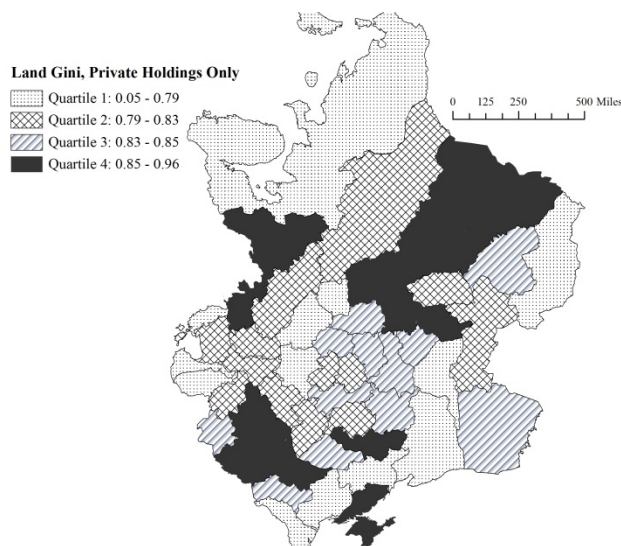 Land Gini, Private Holdings Only
Quartile 1: 0.05 - 0.79
Quartile 2: 0.79 - 0.83
Quartile 3: 0.83 - 0.85
Quartile 4: 0.85 - 0.96
0 125 250 500 Miles